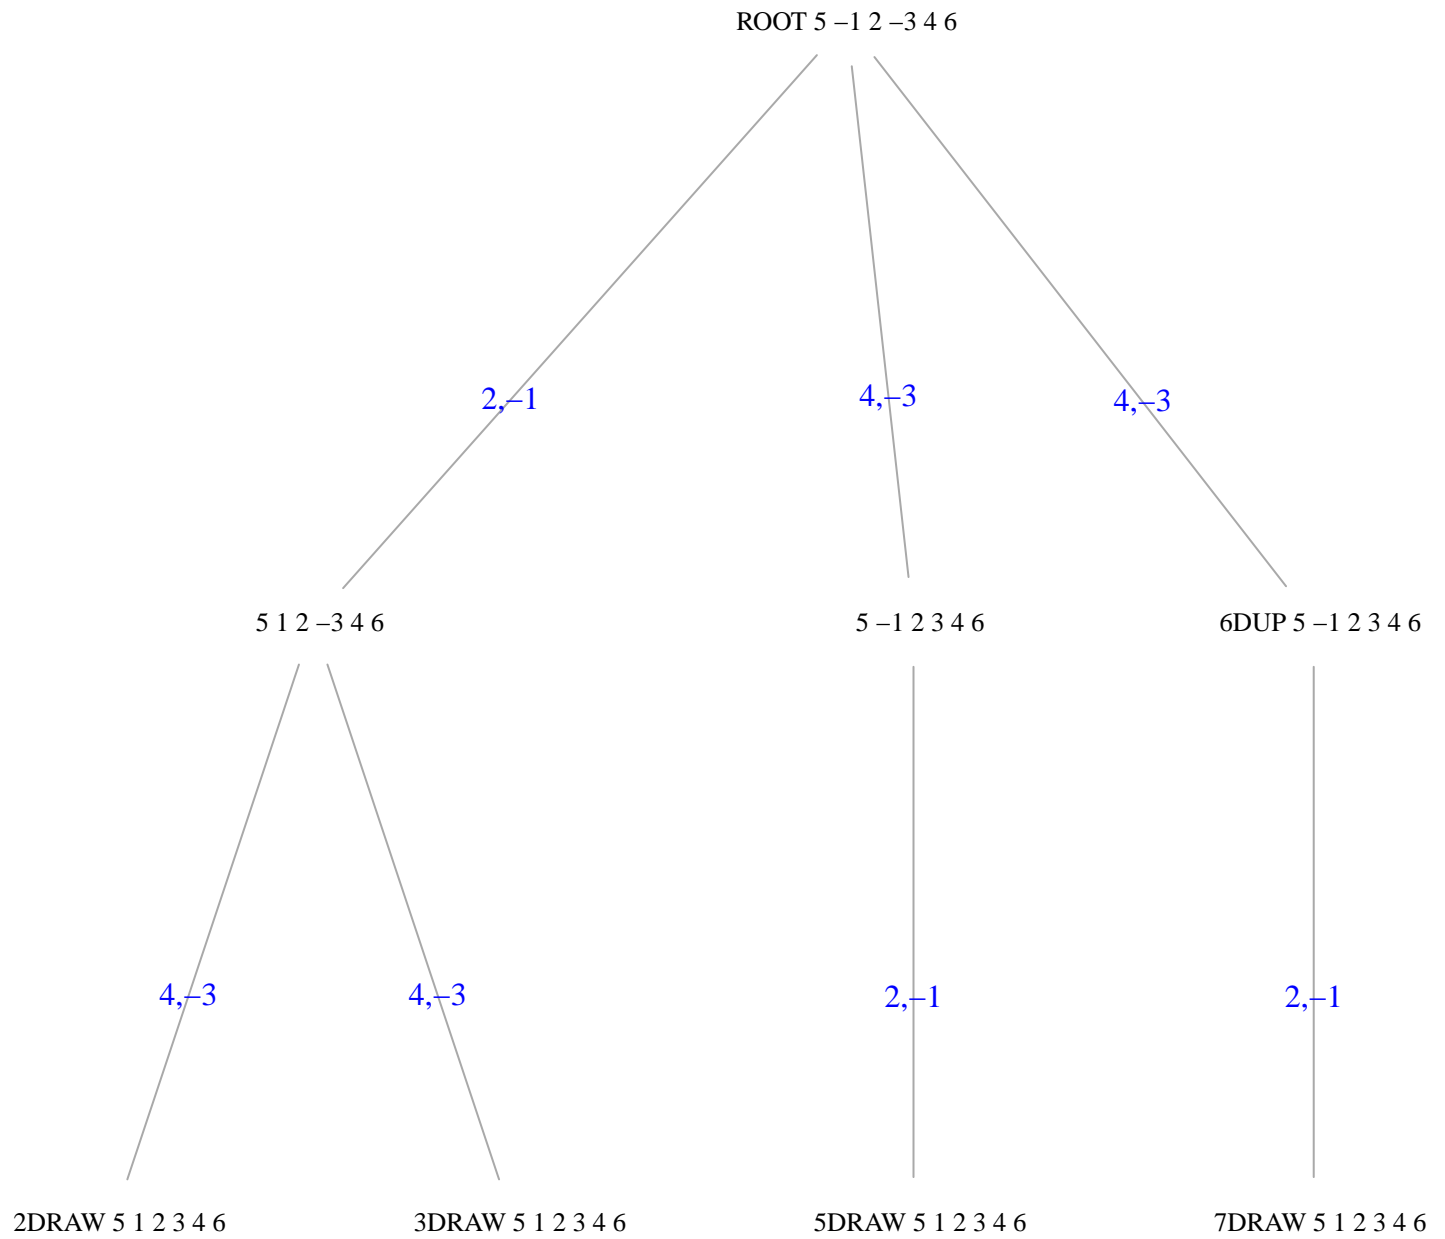 ROOT 5 –1 2 –3 4 6
2,–1
4,–3
4,–3
5 1 2 –3 4 6
5 –1 2 3 4 6
6DUP 5 –1 2 3 4 6
4,–3
4,–3
2,–1
2,–1
2DRAW 5 1 2 3 4 6
3DRAW 5 1 2 3 4 6
5DRAW 5 1 2 3 4 6
7DRAW 5 1 2 3 4 6